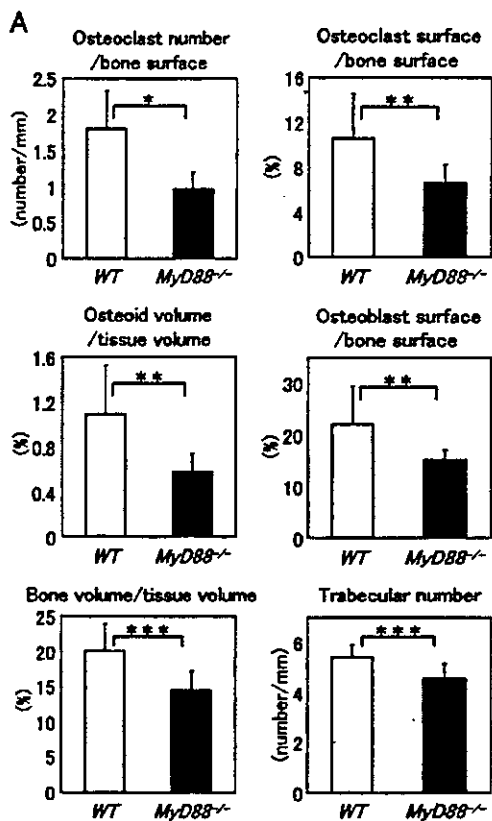 A
Osteoclast number
/bone surface
2.5
2
1.5
1
0.5
(number/mm)
*
WT MyD88-/-
Osteoclast surface
/bone surface
16
12
8
4
0
(%)
**
WT MyD88-/-
Osteoid volume
/tissue volume
1.6
1.2
0.8
0.4
0
(%)
**
WT MyD88-/-
Osteoblast surface
/bone surface
30
20
10
0
(%)
**
WT MyD88-/-
Bone volume/tissue volume
25
20
15
10
5
0
(%)
***
WT MyD88-/-
Trabecular number
6
4
2
0
(number/mm)
***
WT MyD88-/-